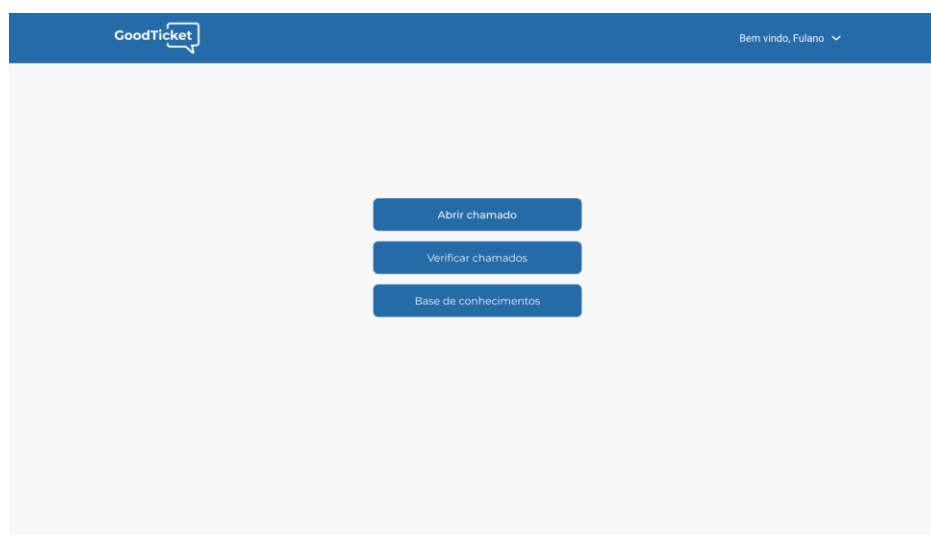 GoodTicket
Bem vindo, Fulano
Abrir chamado
Verificar chamados
Base de conhecimentos